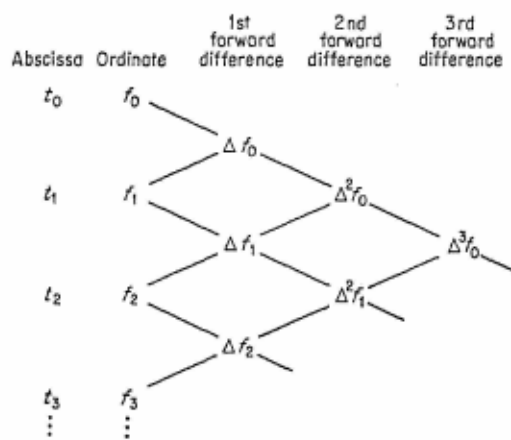 1st 2nd 3rd
forward forward forward
Abscissa Ordinate difference difference difference
t₀ f₀
Δf₀
t₁ f₁ Δ²f₀
Δf₁ Δ³f₀
t₂ f₂ Δ²f₁
Δf₂
t₃ f₃
⋮ ⋮